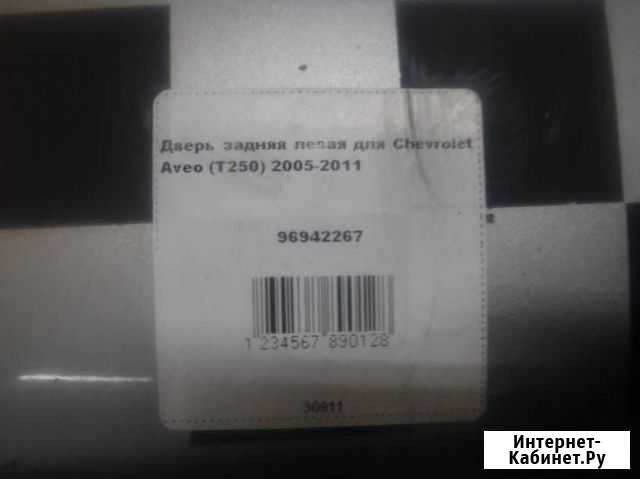 Дверь задняя левая для Chevrolet
Aveo (T250) 2005-2011
96942267
1 234567 890128
30911
Интернет-
Кабинет.Ру